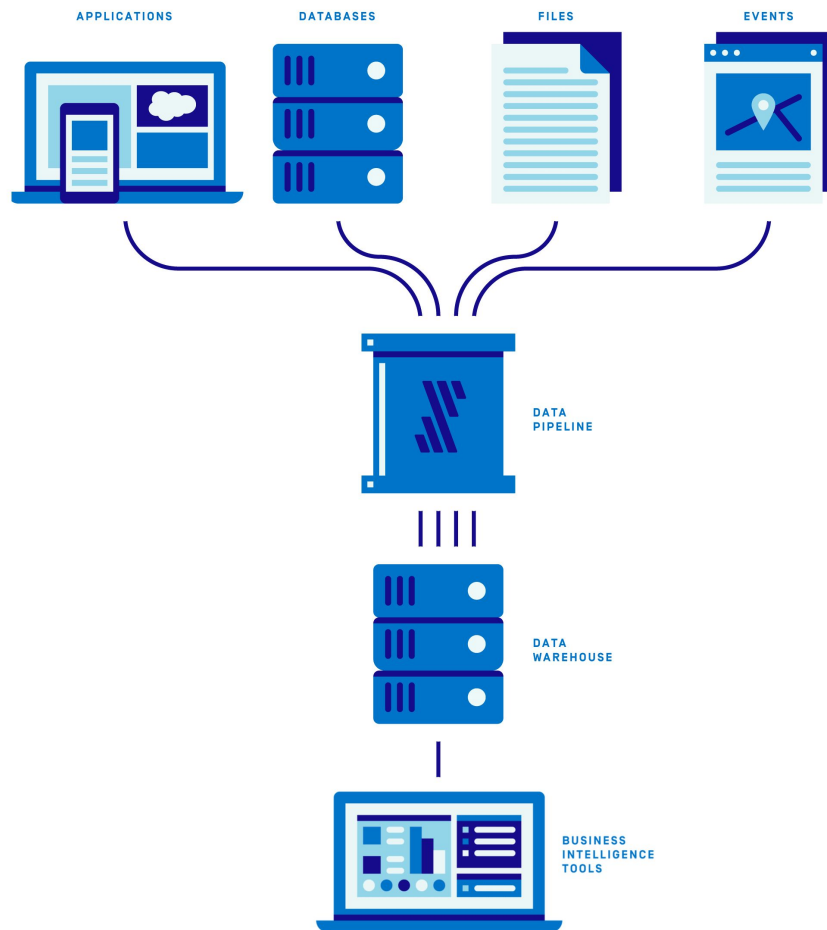 APPLICATIONS
DATABASES
FILES
EVENTS
DATA
PIPELINE
DATA
WAREHOUSE
BUSINESS
INTELLIGENCE
TOOLS